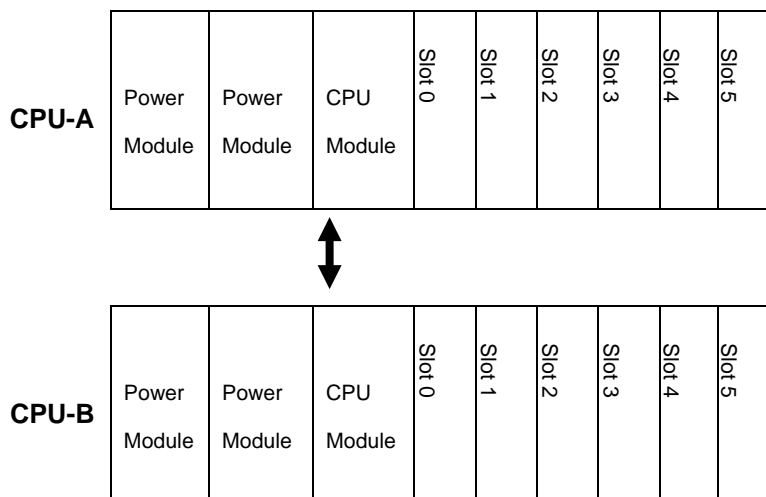 CPU-A
Power
Module
Power
Module
CPU
Module
Slot 0
Slot 1
Slot 2
Slot 3
Slot 4
Slot 5
CPU-B
Power
Module
Power
Module
CPU
Module
Slot 0
Slot 1
Slot 2
Slot 3
Slot 4
Slot 5